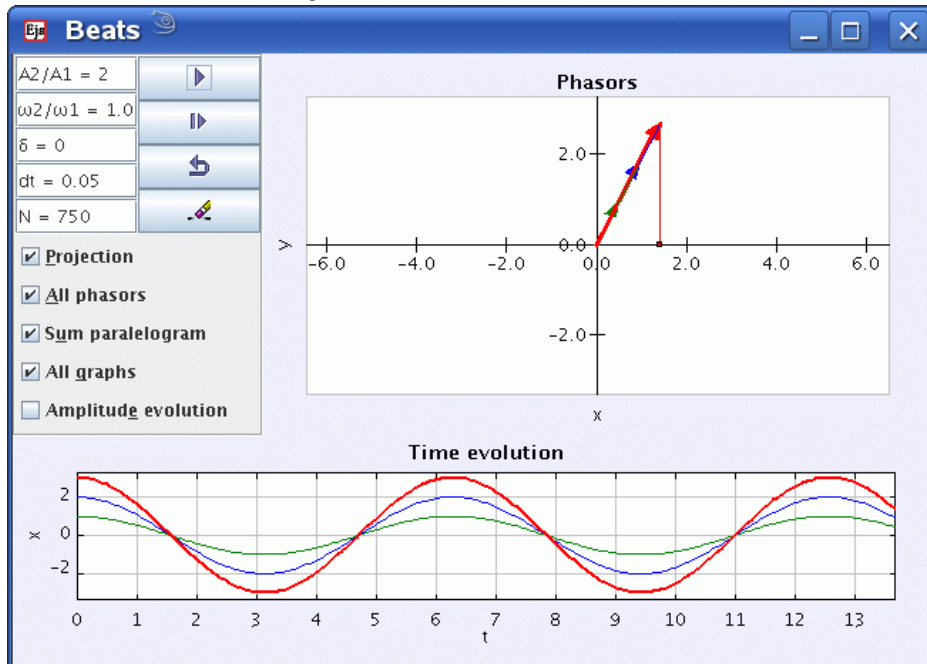 Ejs Beats
A2/A1 = 2
ω2/ω1 = 1.0
δ = 0
dt = 0.05
N = 750
Projection
All phasors
Sum paralelogram
All graphs
Amplitude evolution
Phasors
2.0
y
0.0
-6.0 -4.0 -2.0 0.0 2.0 4.0 6.0
-2.0
x
Time evolution
2
x 0
-2
0 1 2 3 4 5 6 7 8 9 10 11 12 13
t